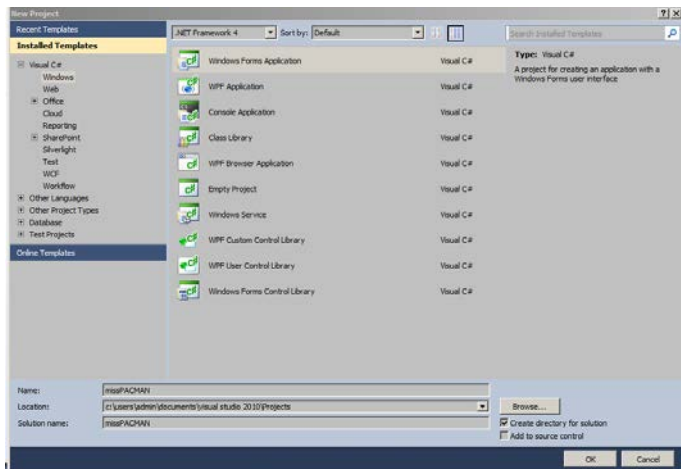 New Project
Recent Templates
.NET Framework 4
Sort by: Default
Search Installed Templates
Installed Templates
Visual C#
Windows
Web
Office
Cloud
Reporting
SharePoint
Silverlight
Test
WCF
Workflow
Other Languages
Other Project Types
Database
Test Projects
Online Templates
Windows Forms Application Visual C#
WPF Application Visual C#
Console Application Visual C#
Class Library Visual C#
WPF Browser Application Visual C#
Empty Project Visual C#
Windows Service Visual C#
WPF Custom Control Library Visual C#
WPF User Control Library Visual C#
Windows Forms Control Library Visual C#
Type: Visual C#
A project for creating an application with a
Windows Forms user interface
Name: missPACMAN
Location: c:\users\admin\documents\visual studio 2010\Projects
Browse...
Solution name: missPACMAN
Create directory for solution
Add to source control
OK Cancel